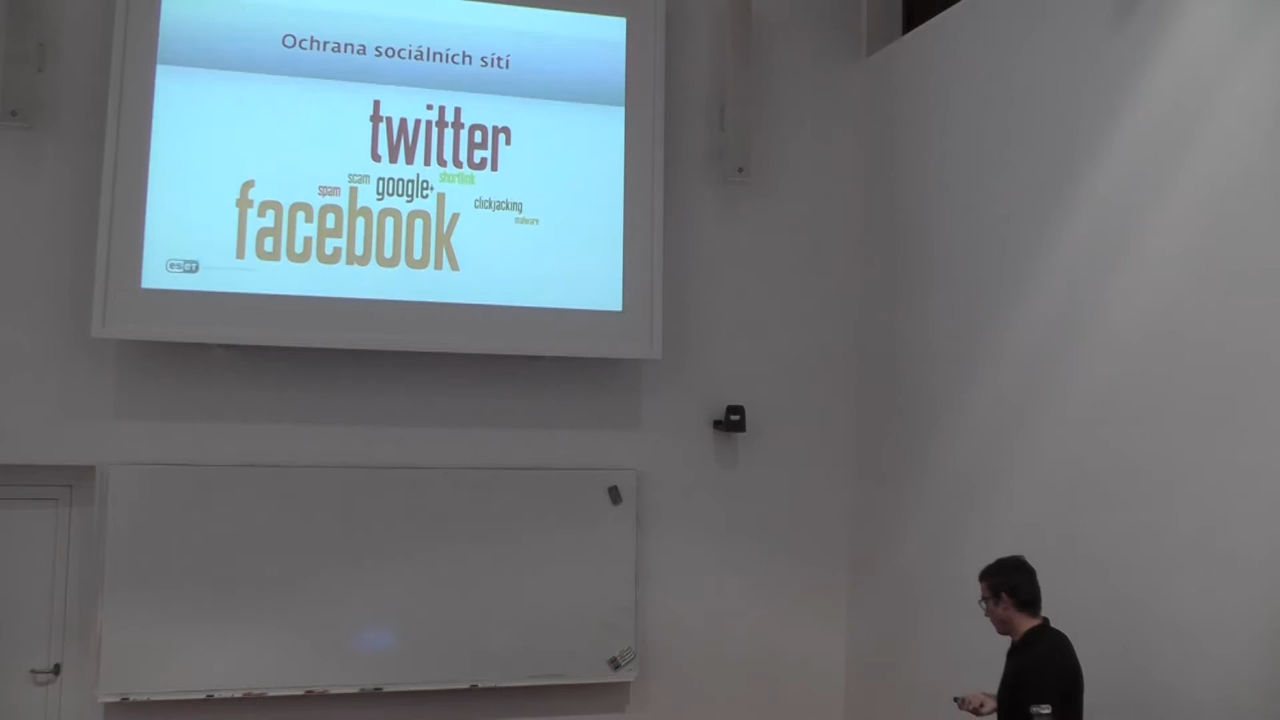 Ochrana sociálních sítí
twitter
scam google+ shortlink
spam
clickjacking
malware
facebook
eset